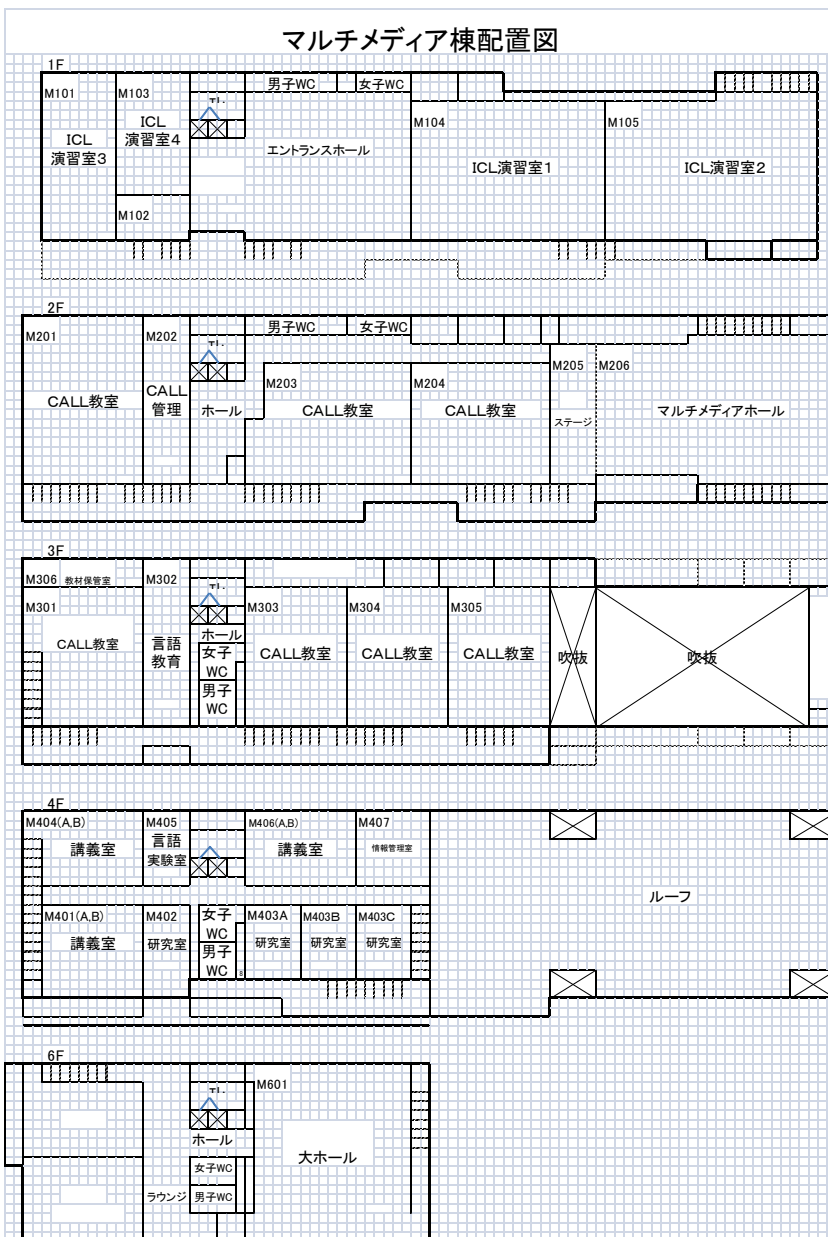 マルチメディア棟配置図
1F
M101
ICL
演習室3
M103
ICL
演習室4
M102
男子WC
女子WC
エントランスホール
M104
ICL演習室1
M105
ICL演習室2
2F
M201
CALL教室
M202
CALL
管理
ホール
男子WC
女子WC
M203
CALL教室
M204
CALL教室
M205
ステージ
M206
マルチメディアホール
3F
M306 教材保管室
M301
CALL教室
M302
言語
教育
ホール
女子
WC
男子
WC
M303
CALL教室
M304
CALL教室
M305
CALL教室
吹抜
吹抜
4F
M404(A,B)
講義室
M405
言語
実験室
M406(A,B)
講義室
M407
情報管理室
ルーフ
M401(A,B)
講義室
M402
研究室
女子
WC
男子
WC
M403A
研究室
M403B
研究室
M403C
研究室
6F
M601
ホール
大ホール
女子WC
ラウンジ
男子WC